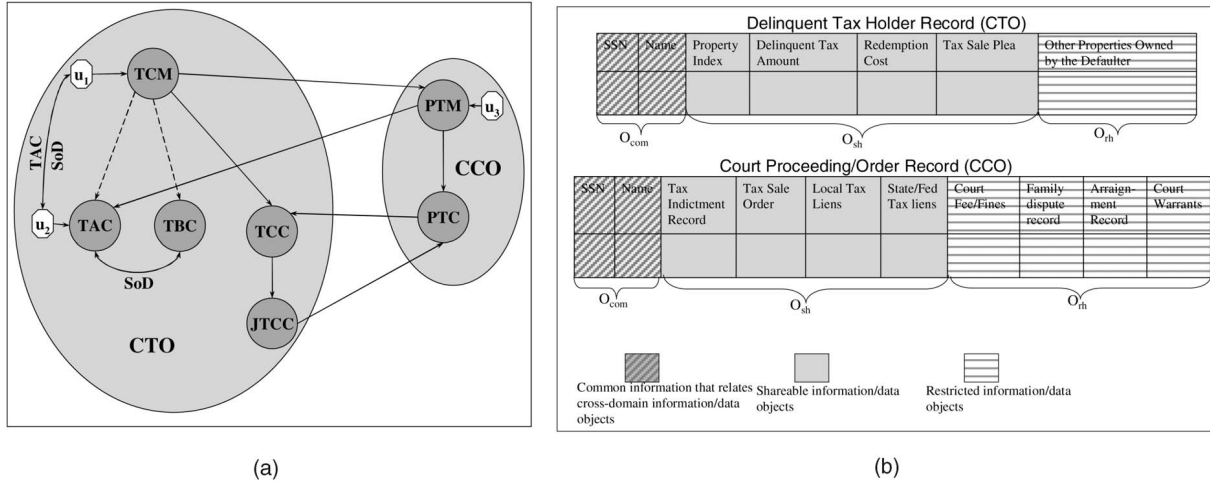 u1
TCM
PTM
u3
TAC
SoD
CCO
u2
TAC
TBC
TCC
PTC
SoD
JTCC
CTO
(a)
Delinquent Tax Holder Record (CTO)
SSN
Name
Property
Index
Delinquent Tax
Amount
Redemption
Cost
Tax Sale Plea
Other Properties Owned
by the Defaulter
Ocom
Osh
Orh
Court Proceeding/Order Record (CCO)
SSN
Name
Tax
Indictment
Record
Tax Sale
Order
Local Tax
Liens
State/Fed
Tax liens
Court
Fee/Fines
Family
dispute
record
Arraign-
ment
Record
Court
Warrants
Ocom
Osh
Orh
Common information that relates
cross-domain information/data
objects
Shareable information/data
objects
Restricted information/data
objects
(b)